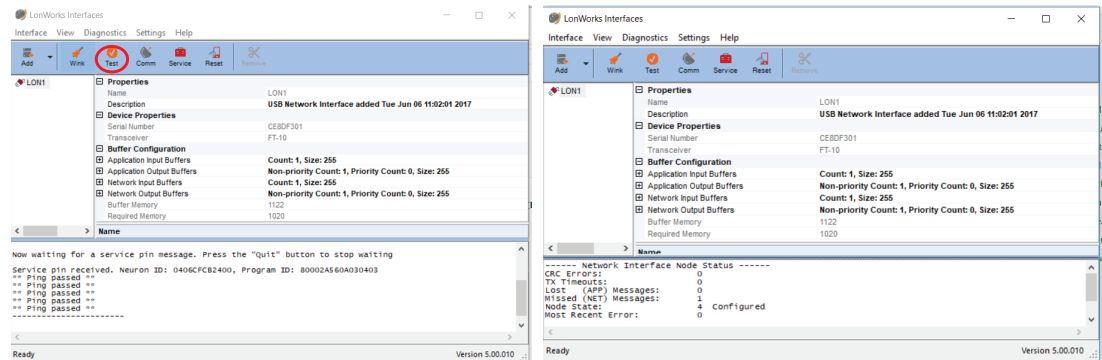 LonWorks Interfaces
Interface View Diagnostics Settings Help
Add Wink Test Comm Service Reset Remove
LON1
Properties
Name LON1
Description USB Network Interface added Tue Jun 06 11:02:01 2017
Device Properties
Serial Number CE8DF301
Transceiver FT-10
Buffer Configuration
Application Input Buffers Count: 1, Size: 255
Application Output Buffers Non-priority Count: 1, Priority Count: 0, Size: 255
Network Input Buffers Count: 1, Size: 255
Network Output Buffers Non-priority Count: 1, Priority Count: 0, Size: 255
Buffer Memory 1122
Required Memory 1020
Name
Now waiting for a service pin message. Press the "Quit" button to stop waiting
Service pin received. Neuron ID: 0406CFCB2400, Program ID: 80002A560A030403
** Ping passed **
** Ping passed **
** Ping passed **
** Ping passed **
** Ping passed **
-----------------------
Ready Version 5.00.010
LonWorks Interfaces
Interface View Diagnostics Settings Help
Add Wink Test Comm Service Reset Remove
LON1
Properties
Name LON1
Description USB Network Interface added Tue Jun 06 11:02:01 2017
Device Properties
Serial Number CE8DF301
Transceiver FT-10
Buffer Configuration
Application Input Buffers Count: 1, Size: 255
Application Output Buffers Non-priority Count: 1, Priority Count: 0, Size: 255
Network Input Buffers Count: 1, Size: 255
Network Output Buffers Non-priority Count: 1, Priority Count: 0, Size: 255
Buffer Memory 1122
Required Memory 1020
Name
------ Network Interface Node Status ------
CRC Errors: 0
TX Timeouts: 0
Lost (APP) Messages: 0
Missed (NET) Messages: 1
Node State: 4 Configured
Most Recent Error: 0
Ready Version 5.00.010